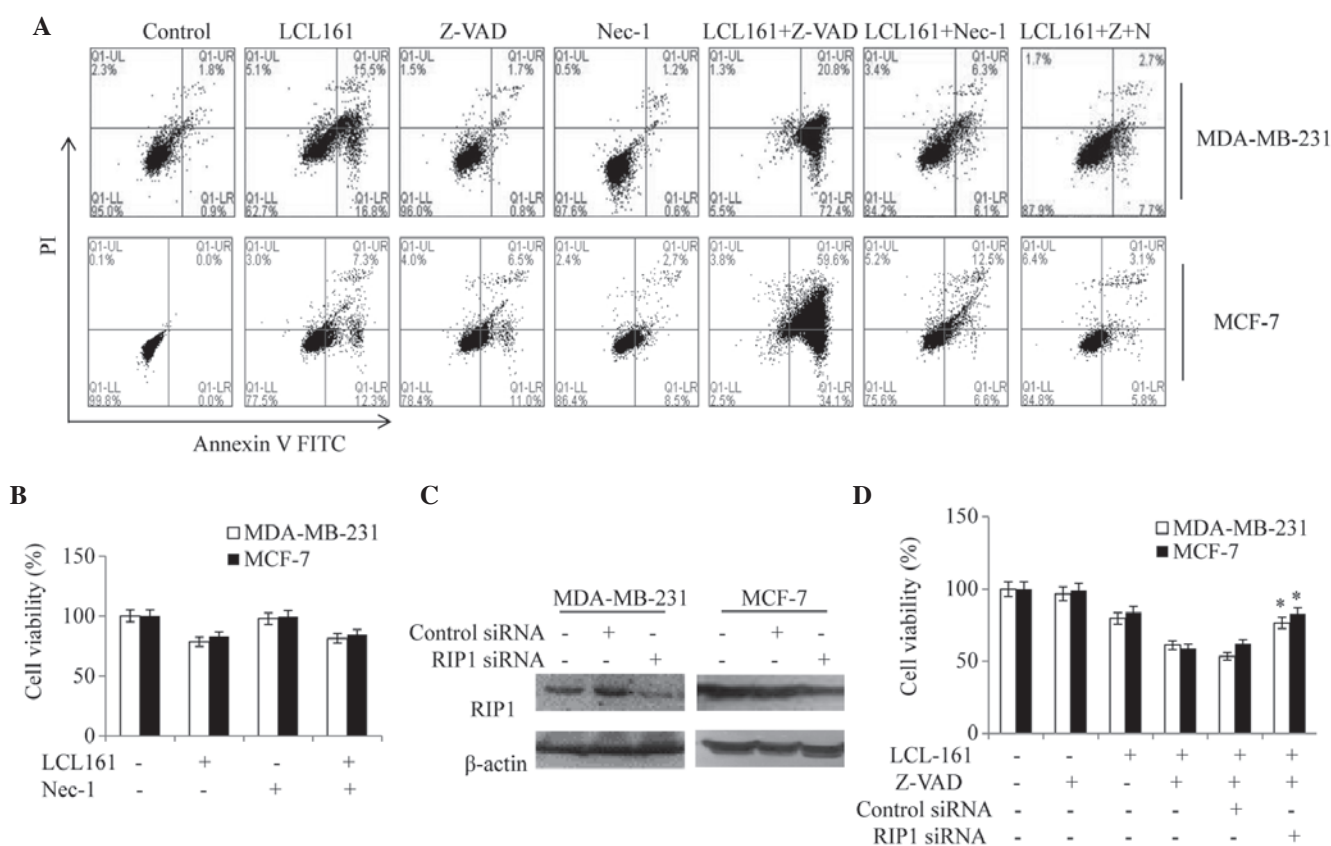 A
Control LCL161 Z-VAD Nec-1 LCL161+Z-VAD LCL161+Nec-1 LCL161+Z+N
Q1-UL Q1-UR Q1-UL Q1-UR Q1-UL Q1-UR Q1-UL Q1-UR Q1-UL Q1-UR Q1-UL Q1-UR
2.3% 1.8% 5.1% 15.5% 1.5% 1.7% 0.5% 1.2% 1.3% 20.8% 3.4% 6.3% 1.7% 2.7%
MDA-MB-231
Q1-LL Q1-LR Q1-LL Q1-LR Q1-LL Q1-LR Q1-LL Q1-LR Q1-LL Q1-LR Q1-LL Q1-LR
95.0% 0.9% 62.7% 16.8% 96.0% 0.8% 97.6% 0.6% 5.5% 72.4% 84.2% 6.1% 87.9% 7.7%
PI
Q1-UL Q1-UR Q1-UL Q1-UR Q1-UL Q1-UR Q1-UL Q1-UR Q1-UL Q1-UR Q1-UL Q1-UR Q1-UL Q1-UR
0.1% 0.0% 3.0% 7.3% 4.0% 6.5% 2.4% 2.7% 3.8% 59.6% 5.2% 12.5% 6.4% 3.1%
MCF-7
Q1-LL Q1-LR Q1-LL Q1-LR Q1-LL Q1-LR Q1-LL Q1-LR Q1-LL Q1-LR Q1-LL Q1-LR Q1-LL Q1-LR
99.8% 0.0% 77.5% 12.3% 78.4% 11.0% 86.4% 8.5% 2.5% 34.1% 75.6% 6.6% 84.8% 5.8%
Annexin V FITC
B
Cell viability (%)
150
100
50
0
MDA-MB-231
MCF-7
LCL161 - + - +
Nec-1 - - + +
C
MDA-MB-231 MCF-7
Control siRNA - + - - + -
RIP1 siRNA - - + - - +
RIP1
β-actin
D
Cell viability (%)
150
100
50
0
MDA-MB-231
MCF-7
* *
LCL-161 - - + + + +
Z-VAD - + - + + +
Control siRNA - - - - + -
RIP1 siRNA - - - - - +